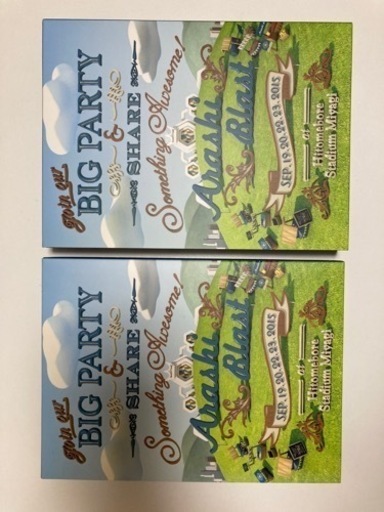 Join our
BIG PARTY
&
SHARE
Something Awesome!
Arashi
Blast
SEP. 19. 20. 22. 23. 2015
at
Hitomebore
Stadium Miyagi
Join our
BIG PARTY
&
SHARE
Something Awesome!
Arashi
Blast
SEP. 19. 20. 22. 23. 2015
at
Hitomebore
Stadium Miyagi